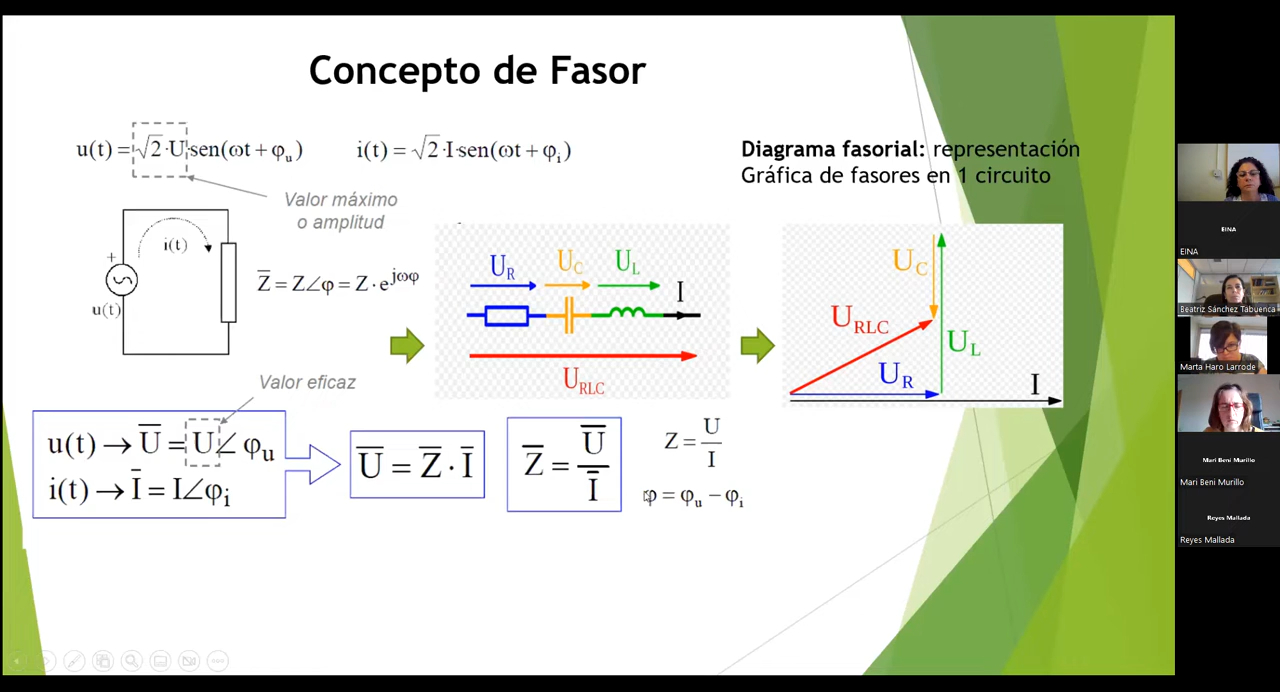 Concepto de Fasor
u(t) = √2·U·sen(ωt + φu)
i(t) = √2·I·sen(ωt + φi)
Valor máximo
o amplitud
Diagrama fasorial: representación
Gráfica de fasores en 1 circuito
i(t)
+
u(t)
Z̅ = Z∠φ = Z·e^jωφ
UR
UC
UL
I
URLC
UC
URLC
UL
UR
I
Valor eficaz
u(t) → U̅ = U∠φu
i(t) → I̅ = I∠φi
U̅ = Z̅·I̅
Z̅ = U̅/I̅
Z = U/I
φ = φu − φi
EINA
EINA
Beatriz Sánchez Tabuenca
Marta Haro Larrode
Mari Beni Murillo
Mari Beni Murillo
Reyes Mallada
Reyes Mallada